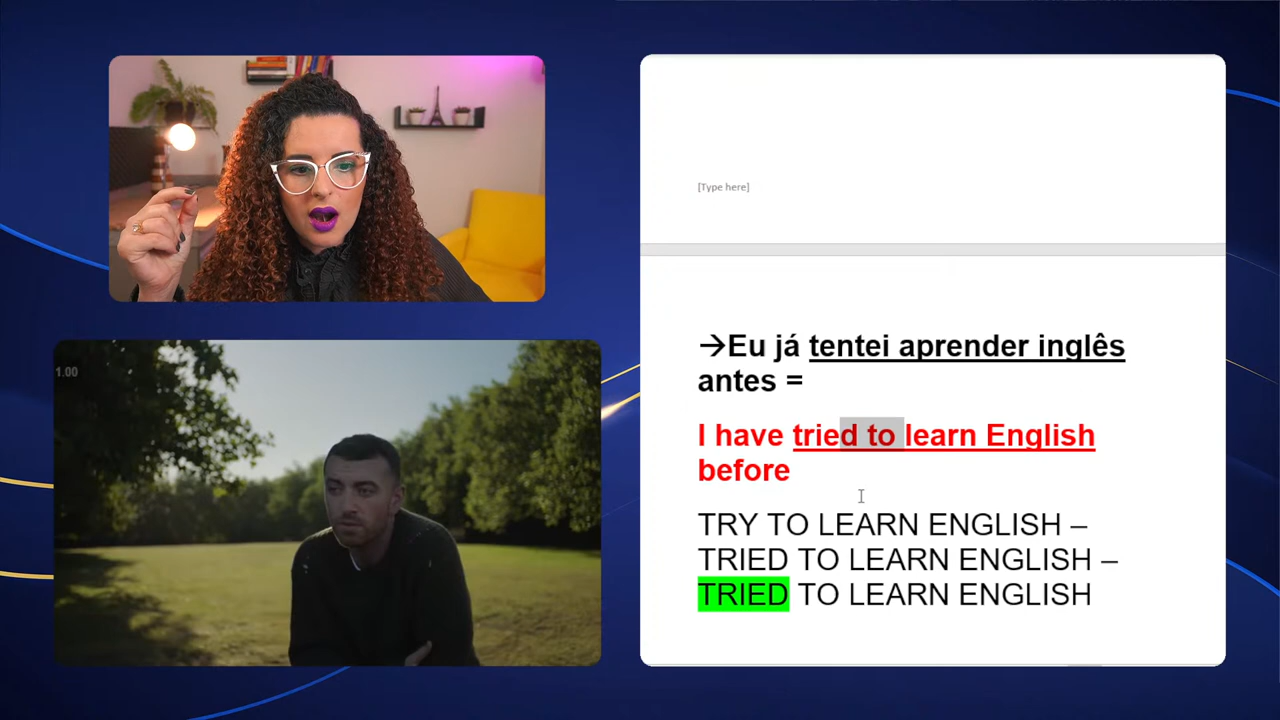 1.00
[Type here]
→Eu já tentei aprender inglês
antes =
I have tried to learn English
before
TRY TO LEARN ENGLISH –
TRIED TO LEARN ENGLISH –
TRIED TO LEARN ENGLISH